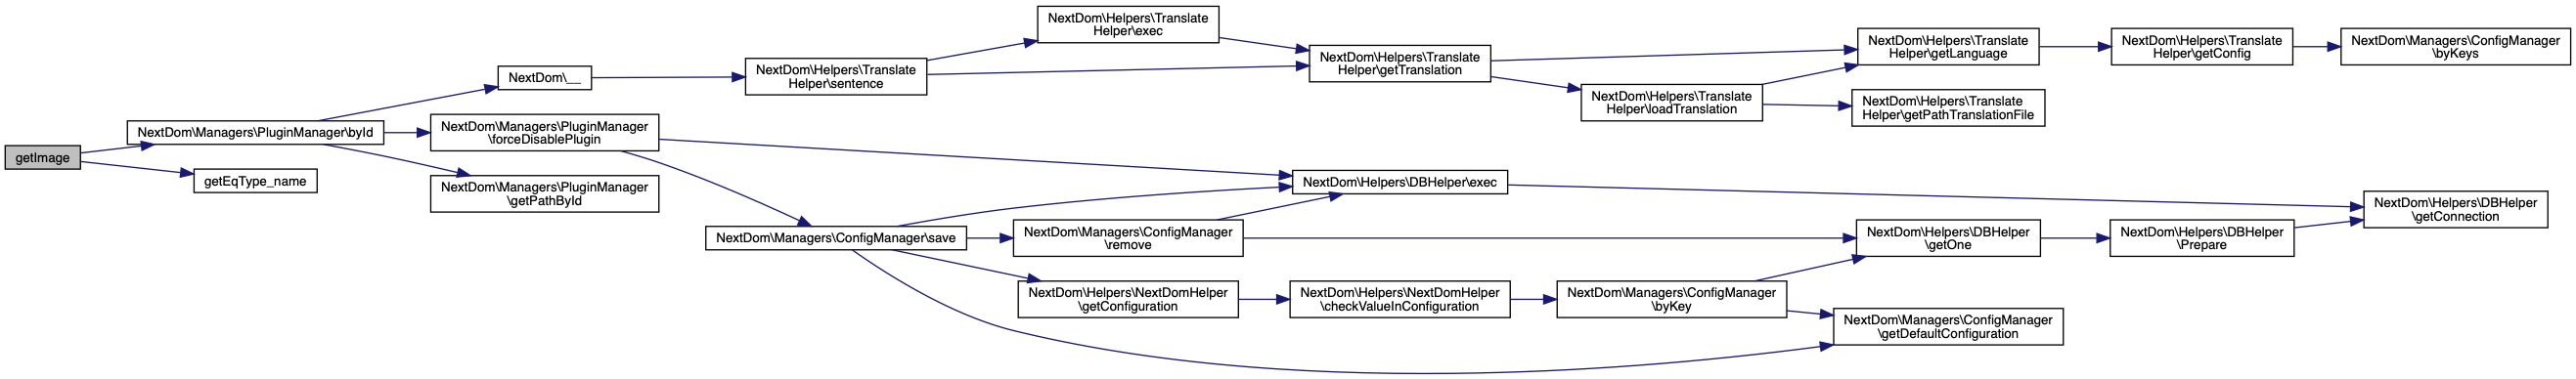 getImage
NextDom\Managers\PluginManager\byId
getEqType_name
NextDom\__
NextDom\Managers\PluginManager
\forceDisablePlugin
NextDom\Managers\PluginManager
\getPathById
NextDom\Helpers\Translate
Helper\sentence
NextDom\Managers\ConfigManager\save
NextDom\Helpers\Translate
Helper\exec
NextDom\Managers\ConfigManager
\remove
NextDom\Helpers\NextDomHelper
\getConfiguration
NextDom\Helpers\Translate
Helper\getTranslation
NextDom\Helpers\DBHelper\exec
NextDom\Helpers\NextDomHelper
\checkValueInConfiguration
NextDom\Helpers\Translate
Helper\loadTranslation
NextDom\Managers\ConfigManager
\byKey
NextDom\Helpers\Translate
Helper\getLanguage
NextDom\Helpers\Translate
Helper\getPathTranslationFile
NextDom\Helpers\DBHelper
\getOne
NextDom\Managers\ConfigManager
\getDefaultConfiguration
NextDom\Helpers\Translate
Helper\getConfig
NextDom\Helpers\DBHelper
\Prepare
NextDom\Managers\ConfigManager
\byKeys
NextDom\Helpers\DBHelper
\getConnection